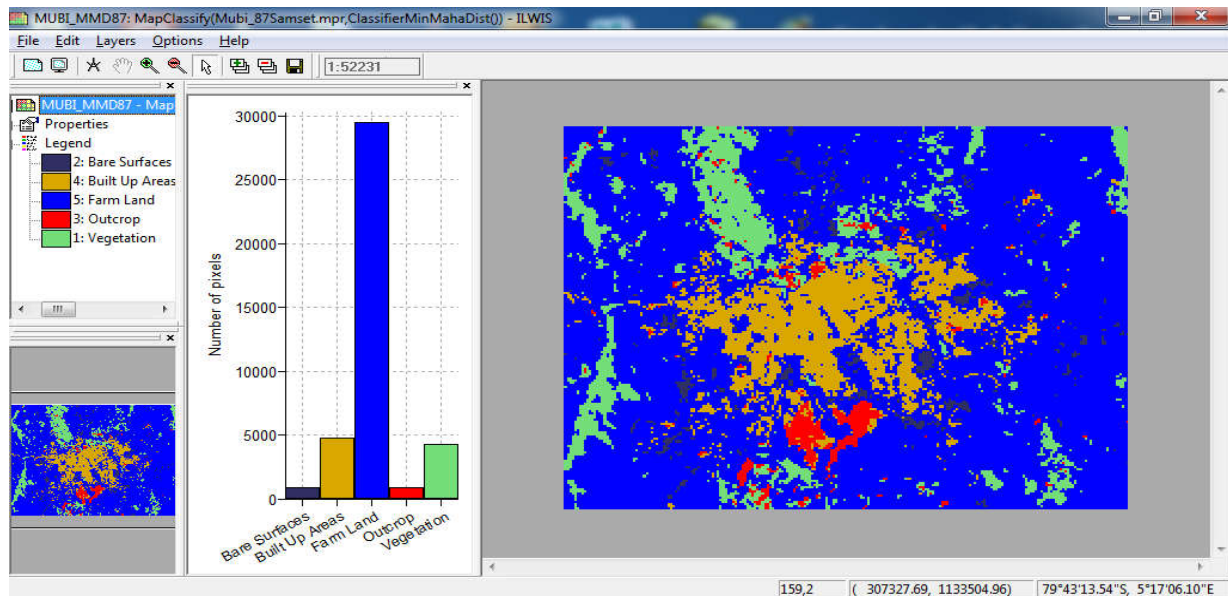 MUBI_MMD87: MapClassify(Mubi_87Samset.mpr,ClassifierMinMahaDist()) - ILWIS
File Edit Layers Options Help
1:52231
MUBI_MMD87 - Map
Properties
Legend
2: Bare Surfaces
4: Built Up Areas
5: Farm Land
3: Outcrop
1: Vegetation
Number of pixels
30000
25000
20000
15000
10000
5000
0
Bare Surfaces
Built Up Areas
Farm Land
Outcrop
Vegetation
159,2 ( 307327.69, 1133504.96) 79°43'13.54"S, 5°17'06.10"E